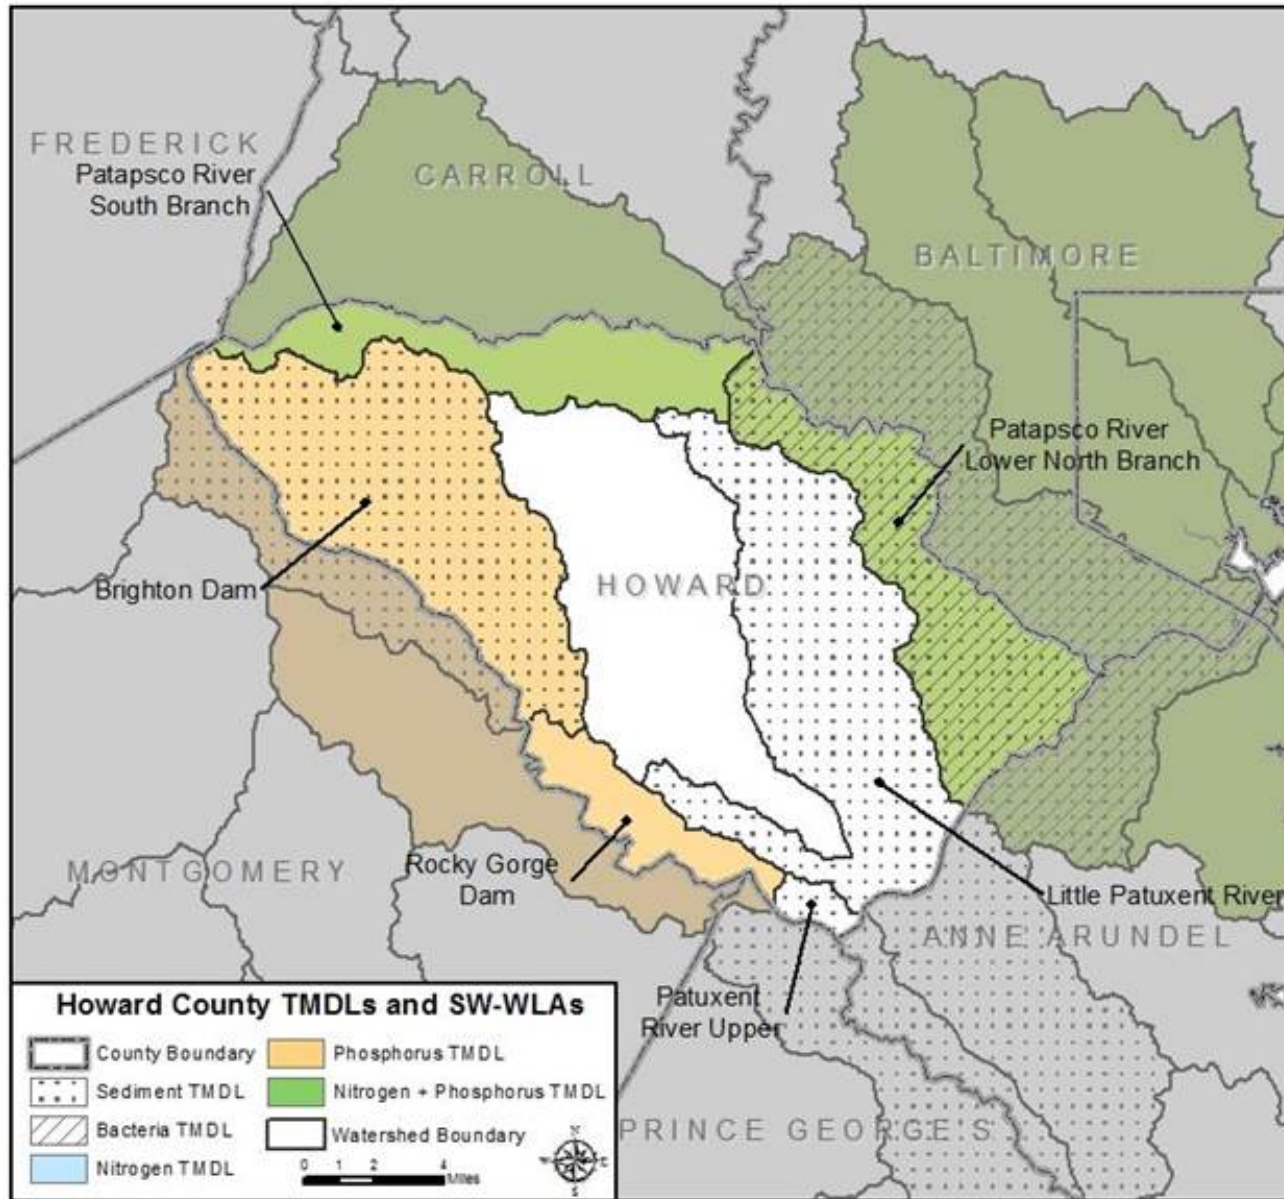 FREDERICK
Patapsco River
South Branch
CARROLL
BALTIMORE
Patapsco River
Lower North Branch
HOWARD
Brighton Dam
MONTGOMERY
Rocky Gorge
Dam
Little Patuxent River
ANNE ARUNDEL
Patuxent
River Upper
PRINCE GEORGE'S
Howard County TMDLs and SW-WLAs
County Boundary
Phosphorus TMDL
Sediment TMDL
Nitrogen + Phosphorus TMDL
Bacteria TMDL
Watershed Boundary
Nitrogen TMDL
0 1 2 4
Miles
N
W E
S